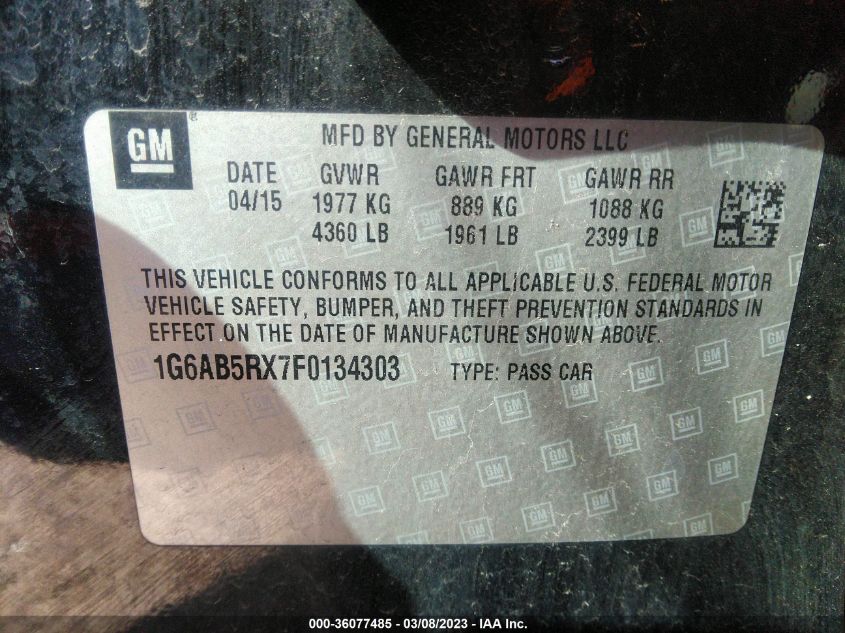 GM ® MFD BY GENERAL MOTORS LLC
DATE GVWR GAWR FRT GAWR RR
04/15 1977 KG 889 KG 1088 KG
4360 LB 1961 LB 2399 LB
THIS VEHICLE CONFORMS TO ALL APPLICABLE U.S. FEDERAL MOTOR
VEHICLE SAFETY, BUMPER, AND THEFT PREVENTION STANDARDS IN
EFFECT ON THE DATE OF MANUFACTURE SHOWN ABOVE.
1G6AB5RX7F0134303 TYPE: PASS CAR
000-36077485 - 03/08/2023 - IAA Inc.